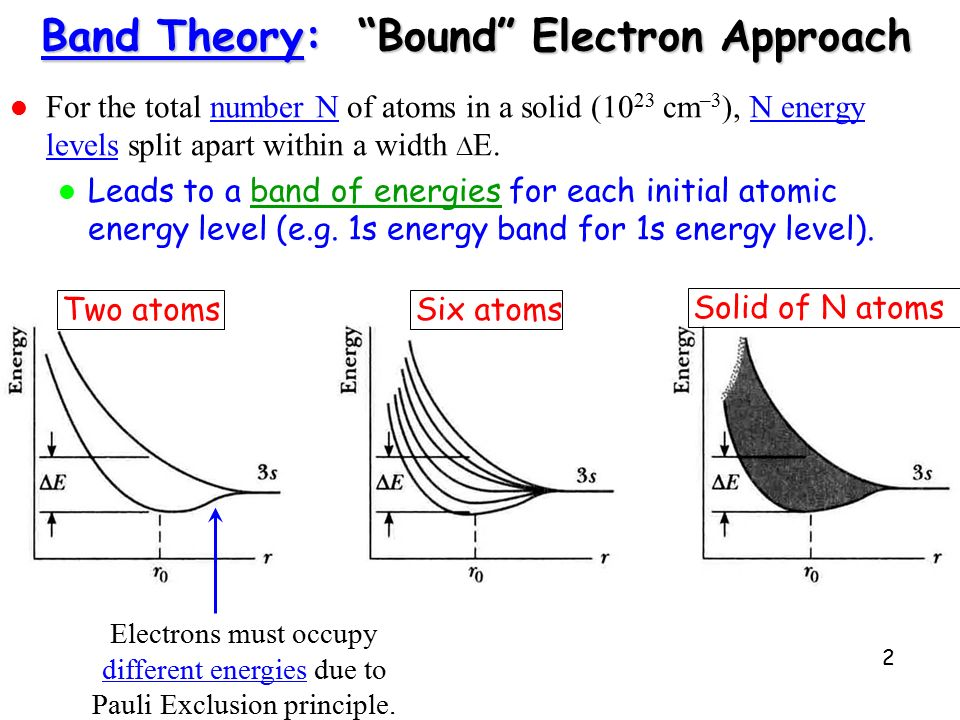 Band Theory: “Bound” Electron Approach
For the total number N of atoms in a solid (10²³ cm⁻³), N energy
levels split apart within a width ∆E.
Leads to a band of energies for each initial atomic
energy level (e.g. 1s energy band for 1s energy level).
Two atoms
Energy
ΔE
3s
r₀
r
Six atoms
Energy
ΔE
3s
r₀
r
Solid of N atoms
Energy
ΔE
3s
r₀
r
Electrons must occupy
different energies due to
Pauli Exclusion principle.
2